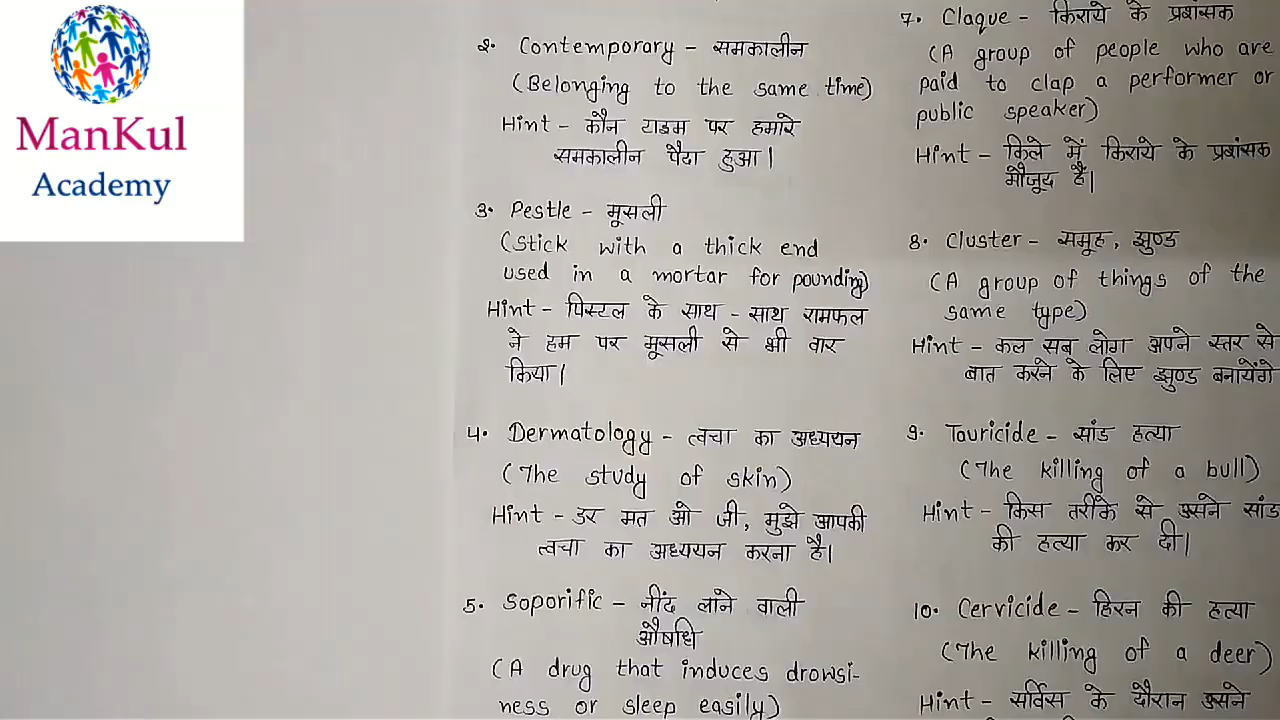 ManKul
Academy
२. Contemporary - समकालीन
(Belonging to the same time)
Hint - कौन टाइम पर हमारे
समकालीन पैदा हुआ।
३. Pestle - मूसली
(Stick with a thick end
used in a mortar for pounding)
Hint - पिस्टल के साथ - साथ रामफल
ने हम पर मूसली से भी वार
किया।
4. Dermatology - त्वचा का अध्ययन
(The study of skin)
Hint - डर मत ओ जी, मुझे आपकी
त्वचा का अध्ययन करना है।
5. Soporific - नींद लाने वाली
औषधि
(A drug that induces drowsi-
ness or sleep easily)
7. Claque - किराये के प्रशंसक
(A group of people who are
paid to clap a performer or
public speaker)
Hint - किले में किराये के प्रशंसक
मौजूद है।
8. Cluster - समूह, झुण्ड
(A group of things of the
same type)
Hint - कल सब लोग अपने स्तर से
बात करने के लिए झुण्ड बनायेंगे
9. Tauricide - सांड हत्या
(The killing of a bull)
Hint - किस तरीके से उसने सांड
की हत्या कर दी।
10. Cervicide - हिरन की हत्या
(The killing of a deer)
Hint - सर्विस के दौरान उसने